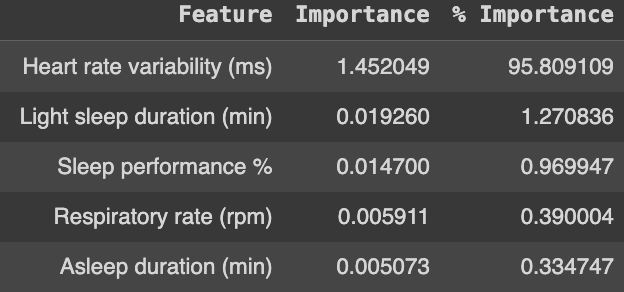 Feature Importance % Importance
Heart rate variability (ms) 1.452049 95.809109
Light sleep duration (min) 0.019260 1.270836
Sleep performance % 0.014700 0.969947
Respiratory rate (rpm) 0.005911 0.390004
Asleep duration (min) 0.005073 0.334747